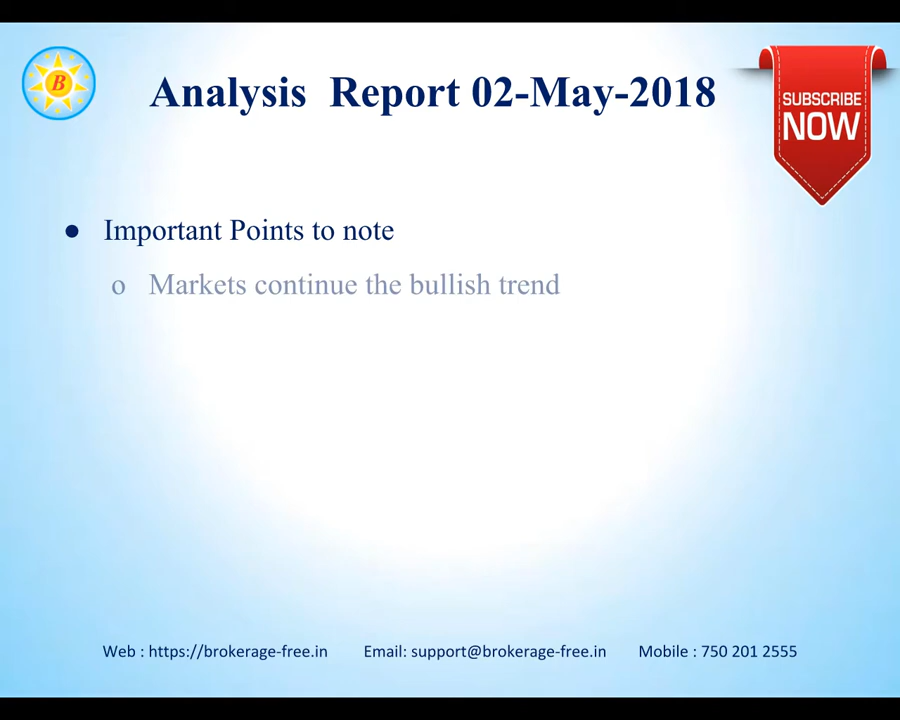 B
Analysis Report 02-May-2018
SUBSCRIBE
NOW
● Important Points to note
o Markets continue the bullish trend
Web : https://brokerage-free.in Email: support@brokerage-free.in Mobile : 750 201 2555